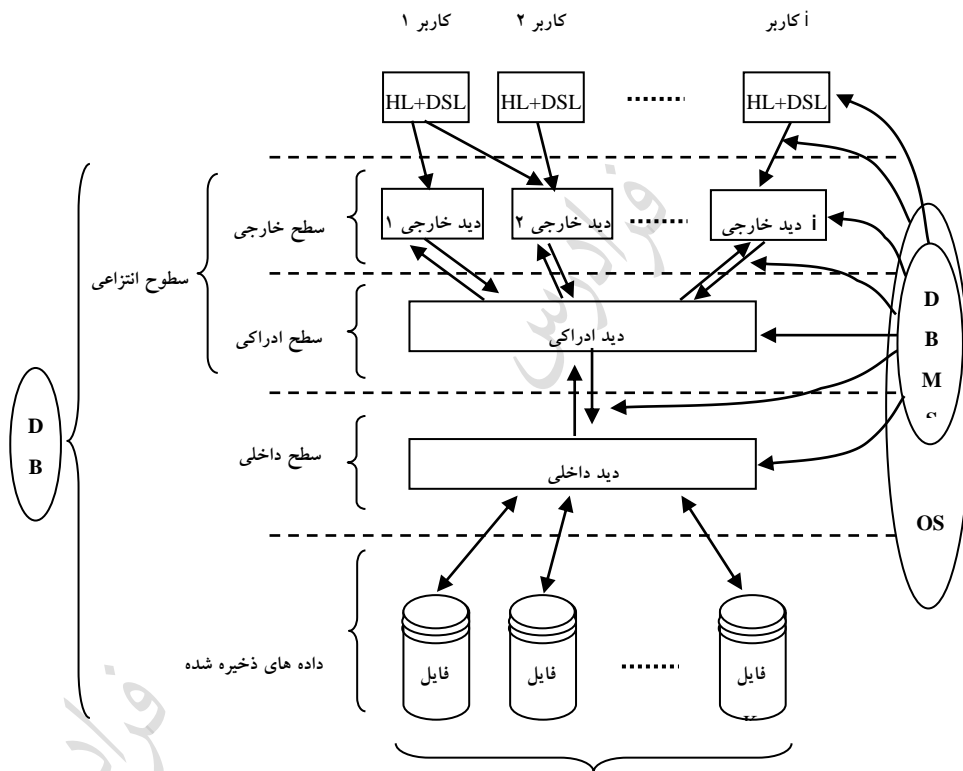 کاربر ۱
کاربر ۲
کاربر i
HL+DSL
HL+DSL
HL+DSL
سطح خارجی
دید خارجی ۱
دید خارجی ۲
دید خارجی i
سطوح انتزاعی
سطح ادراکی
دید ادراکی
D
B
M
S
D
B
سطح داخلی
دید داخلی
OS
داده های ذخیره شده
فایل
فایل
فایل
فرادرس